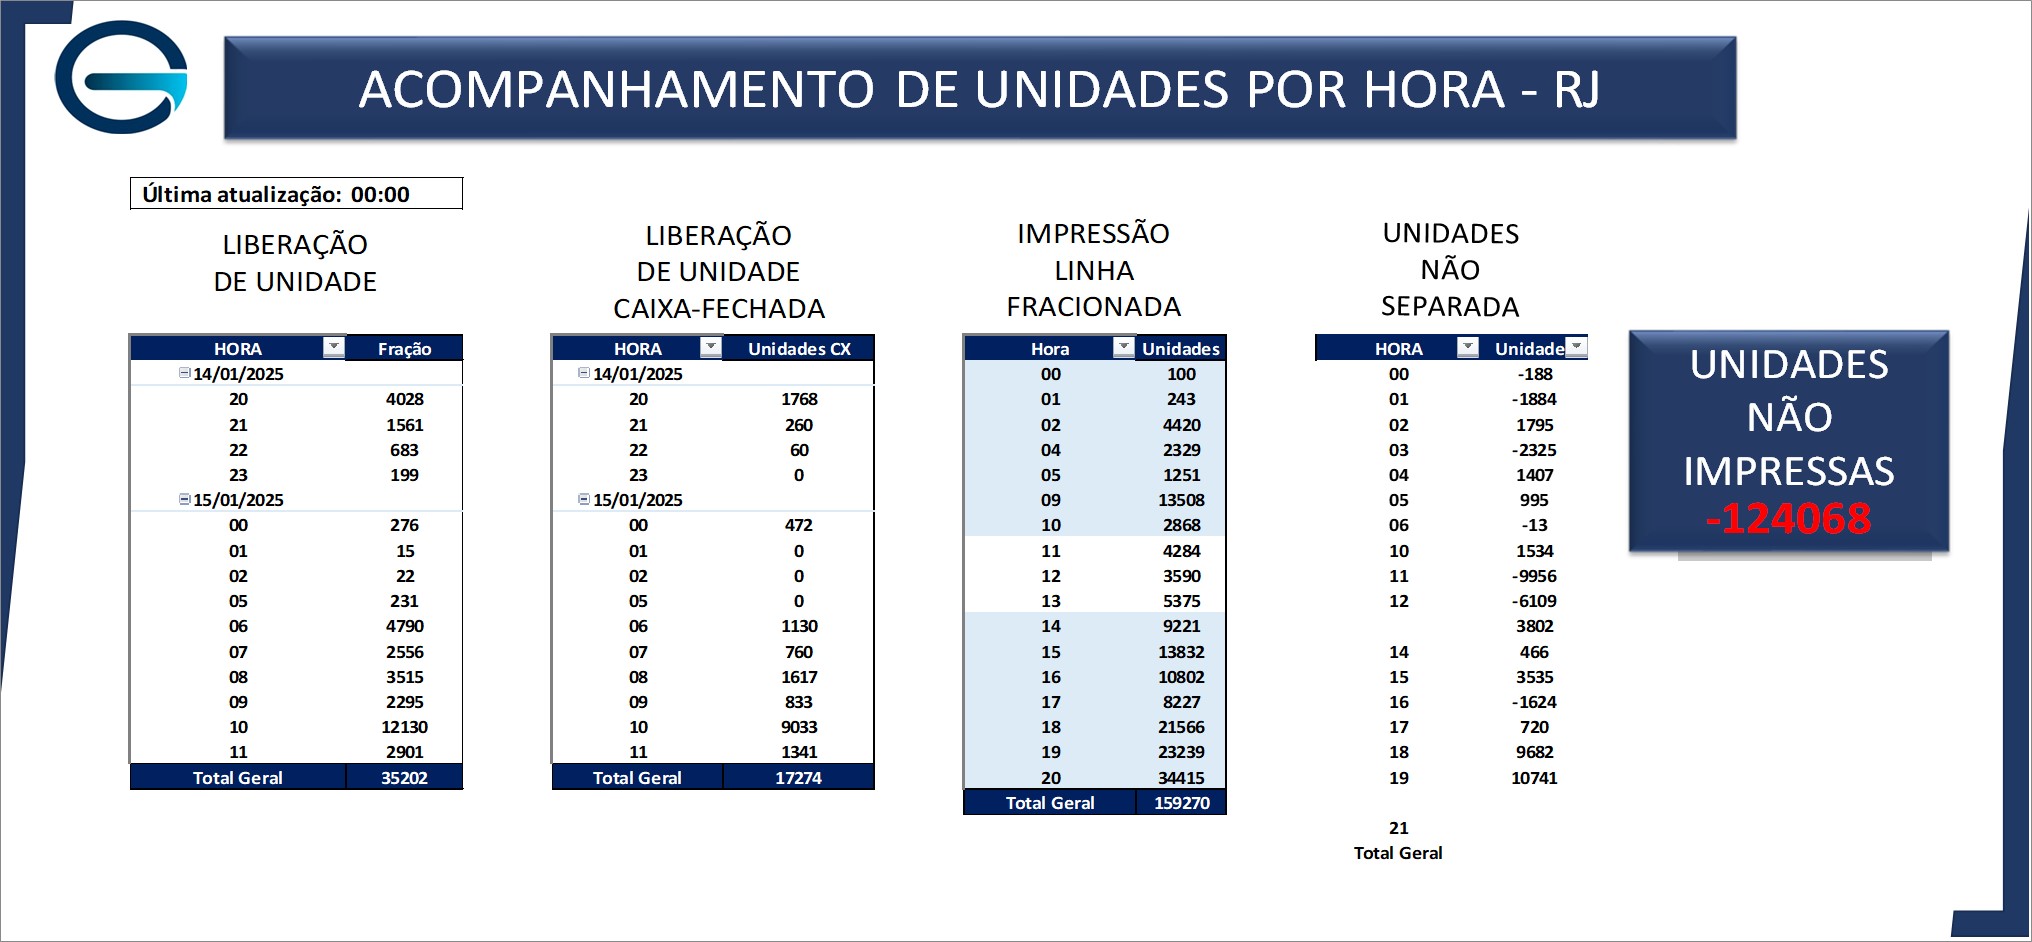 ACOMPANHAMENTO DE UNIDADES POR HORA - RJ
Última atualização: 00:00
LIBERAÇÃO
DE UNIDADE
HORA Fração
14/01/2025
20 4028
21 1561
22 683
23 199
15/01/2025
00 276
01 15
02 22
05 231
06 4790
07 2556
08 3515
09 2295
10 12130
11 2901
Total Geral 35202
LIBERAÇÃO
DE UNIDADE
CAIXA-FECHADA
HORA Unidades CX
14/01/2025
20 1768
21 260
22 60
23 0
15/01/2025
00 472
01 0
02 0
05 0
06 1130
07 760
08 1617
09 833
10 9033
11 1341
Total Geral 17274
IMPRESSÃO
LINHA
FRACIONADA
Hora Unidades
00 100
01 243
02 4420
04 2329
05 1251
09 13508
10 2868
11 4284
12 3590
13 5375
14 9221
15 13832
16 10802
17 8227
18 21566
19 23239
20 34415
Total Geral 159270
UNIDADES
NÃO
SEPARADA
HORA Unidade
00 -188
01 -1884
02 1795
03 -2325
04 1407
05 995
06 -13
10 1534
11 -9956
12 -6109
3802
14 466
15 3535
16 -1624
17 720
18 9682
19 10741
21
Total Geral
UNIDADES
NÃO
IMPRESSAS
-124068